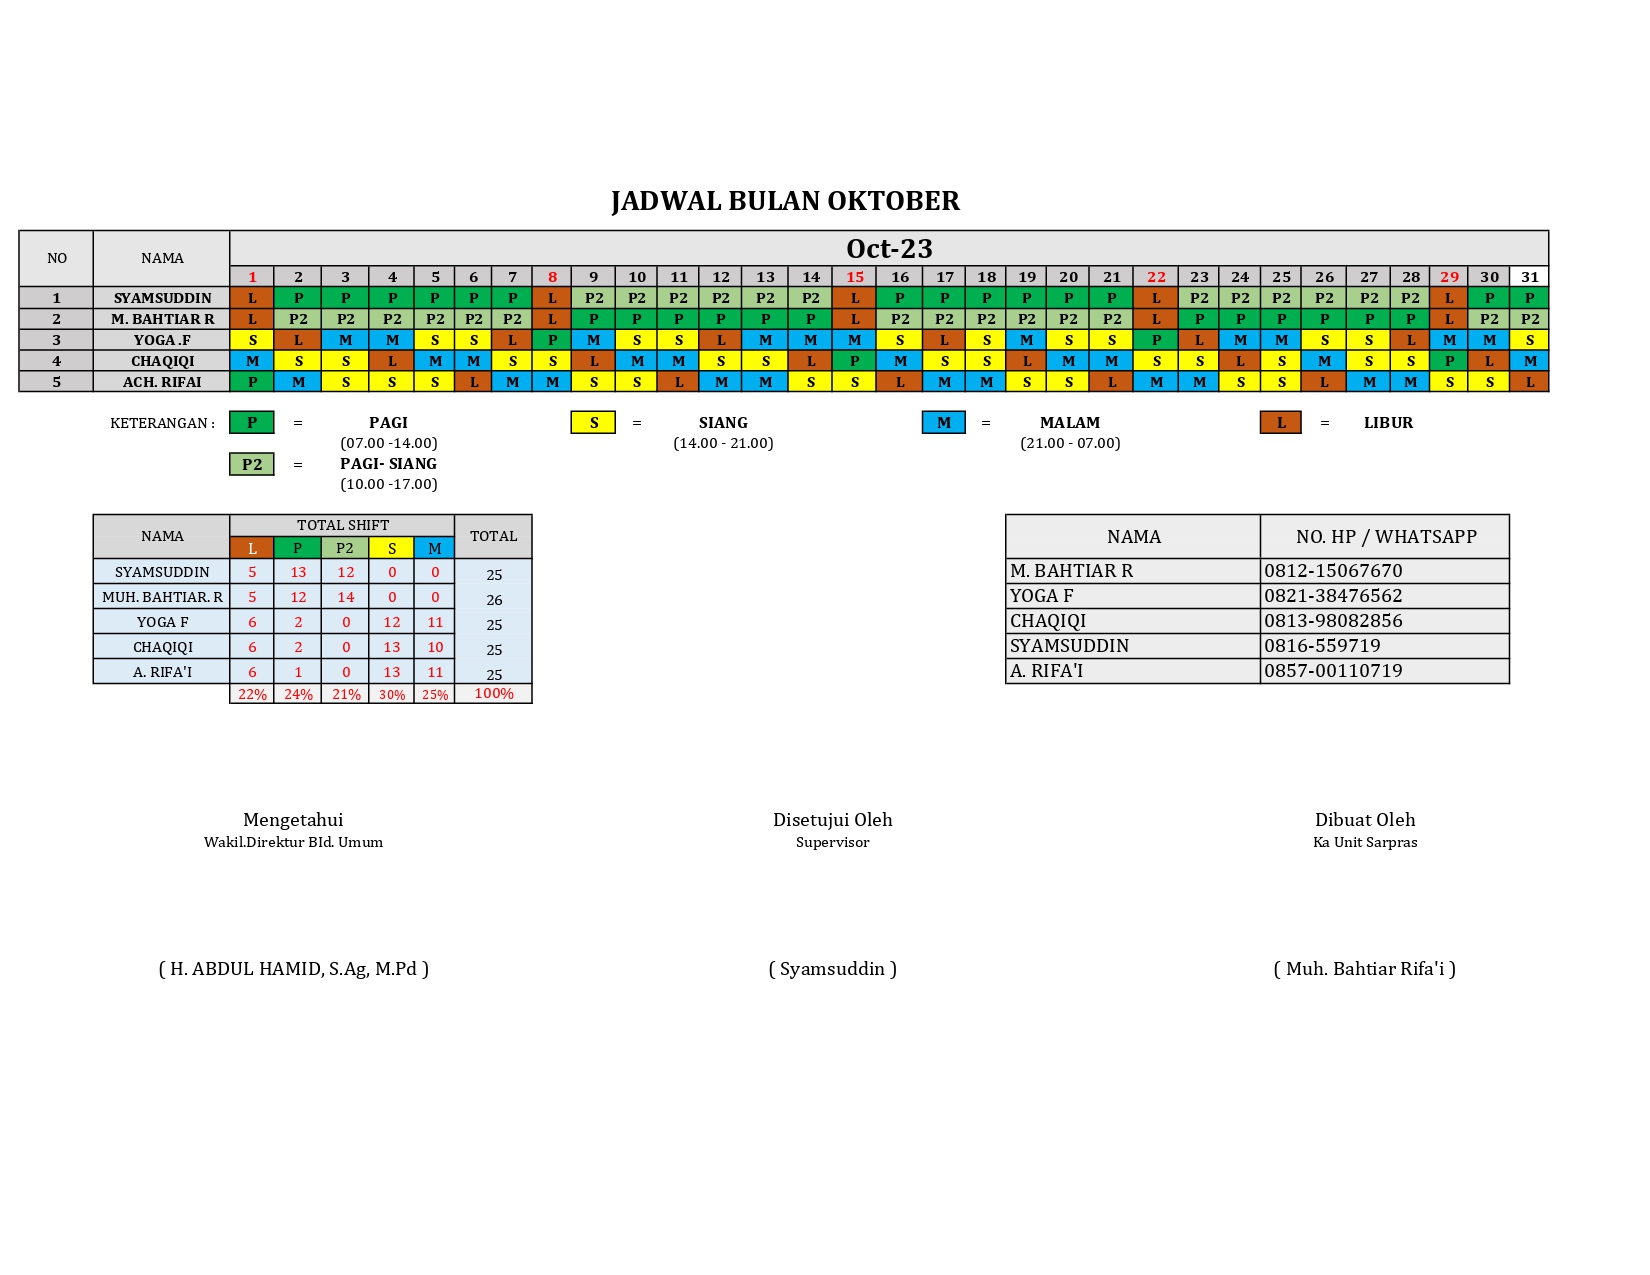 JADWAL BULAN OKTOBER
NO NAMA Oct-23
1 2 3 4 5 6 7 8 9 10 11 12 13 14 15 16 17 18 19 20 21 22 23 24 25 26 27 28 29 30 31
1 SYAMSUDDIN L P P P P P P L P2 P2 P2 P2 P2 P2 L P P P P P P L P2 P2 P2 P2 P2 P2 L P P
2 M. BAHTIAR R L P2 P2 P2 P2 P2 P2 L P P P P P P L P2 P2 P2 P2 P2 P2 L P P P P P P L P2 P2
3 YOGA .F S L M M S S L P M S S L M M M S L S M S S P L M M S S L M M S
4 CHAQIQI M S S L M M S S L M M S S L P M S S L M M S S L S M S S P L M
5 ACH. RIFAI P M S S S L M M S S L M M S S L M M S S L M M S S L M M S S L
KETERANGAN : P = PAGI S = SIANG M = MALAM L = LIBUR
(07.00 -14.00) (14.00 - 21.00) (21.00 - 07.00)
P2 = PAGI- SIANG
(10.00 -17.00)
NAMA TOTAL SHIFT TOTAL
L P P2 S M
SYAMSUDDIN 5 13 12 0 0 25
MUH. BAHTIAR. R 5 12 14 0 0 26
YOGA F 6 2 0 12 11 25
CHAQIQI 6 2 0 13 10 25
A. RIFA'I 6 1 0 13 11 25
22% 24% 21% 30% 25% 100%
NAMA NO. HP / WHATSAPP
M. BAHTIAR R 0812-15067670
YOGA F 0821-38476562
CHAQIQI 0813-98082856
SYAMSUDDIN 0816-559719
A. RIFA'I 0857-00110719
Mengetahui Disetujui Oleh Dibuat Oleh
Wakil.Direktur BId. Umum Supervisor Ka Unit Sarpras
( H. ABDUL HAMID, S.Ag, M.Pd ) ( Syamsuddin ) ( Muh. Bahtiar Rifa'i )